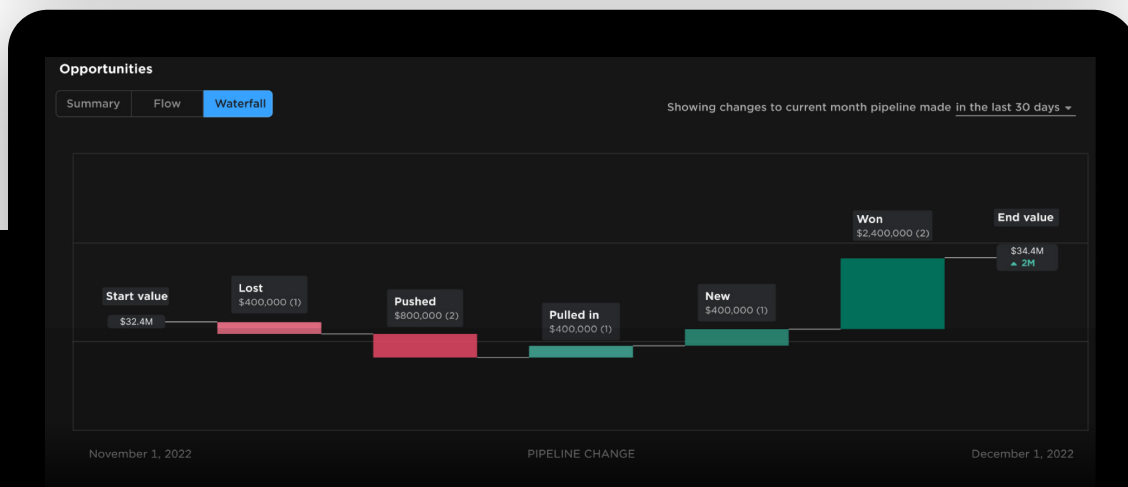 Opportunities
Summary
Flow
Waterfall
Showing changes to current month pipeline made in the last 30 days
Start value
$32.4M
Lost
$400,000 (1)
Pushed
$800,000 (2)
Pulled in
$400,000 (1)
New
$400,000 (1)
Won
$2,400,000 (2)
End value
$34.4M
2M
November 1, 2022
PIPELINE CHANGE
December 1, 2022